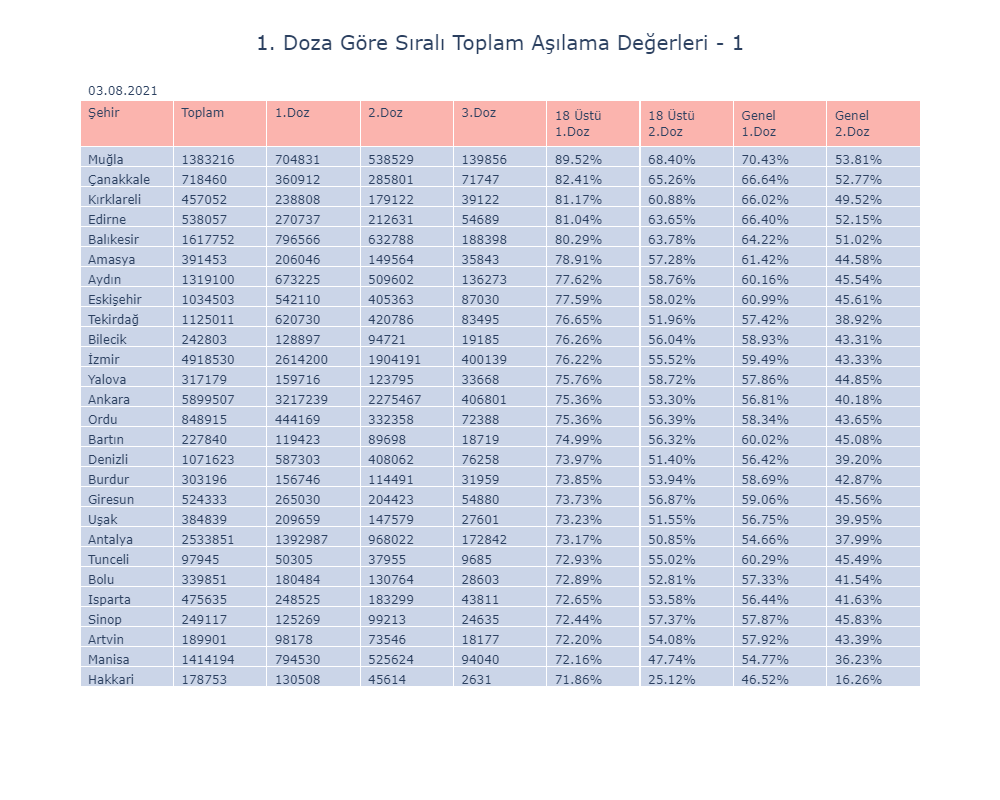 1. Doza Göre Sıralı Toplam Aşılama Değerleri - 1
03.08.2021
Şehir Toplam 1.Doz 2.Doz 3.Doz 18 Üstü 1.Doz 18 Üstü 2.Doz Genel 1.Doz Genel 2.Doz
Muğla 1383216 704831 538529 139856 89.52% 68.40% 70.43% 53.81%
Çanakkale 718460 360912 285801 71747 82.41% 65.26% 66.64% 52.77%
Kırklareli 457052 238808 179122 39122 81.17% 60.88% 66.02% 49.52%
Edirne 538057 270737 212631 54689 81.04% 63.65% 66.40% 52.15%
Balıkesir 1617752 796566 632788 188398 80.29% 63.78% 64.22% 51.02%
Amasya 391453 206046 149564 35843 78.91% 57.28% 61.42% 44.58%
Aydın 1319100 673225 509602 136273 77.62% 58.76% 60.16% 45.54%
Eskişehir 1034503 542110 405363 87030 77.59% 58.02% 60.99% 45.61%
Tekirdağ 1125011 620730 420786 83495 76.65% 51.96% 57.42% 38.92%
Bilecik 242803 128897 94721 19185 76.26% 56.04% 58.93% 43.31%
İzmir 4918530 2614200 1904191 400139 76.22% 55.52% 59.49% 43.33%
Yalova 317179 159716 123795 33668 75.76% 58.72% 57.86% 44.85%
Ankara 5899507 3217239 2275467 406801 75.36% 53.30% 56.81% 40.18%
Ordu 848915 444169 332358 72388 75.36% 56.39% 58.34% 43.65%
Bartın 227840 119423 89698 18719 74.99% 56.32% 60.02% 45.08%
Denizli 1071623 587303 408062 76258 73.97% 51.40% 56.42% 39.20%
Burdur 303196 156746 114491 31959 73.85% 53.94% 58.69% 42.87%
Giresun 524333 265030 204423 54880 73.73% 56.87% 59.06% 45.56%
Uşak 384839 209659 147579 27601 73.23% 51.55% 56.75% 39.95%
Antalya 2533851 1392987 968022 172842 73.17% 50.85% 54.66% 37.99%
Tunceli 97945 50305 37955 9685 72.93% 55.02% 60.29% 45.49%
Bolu 339851 180484 130764 28603 72.89% 52.81% 57.33% 41.54%
Isparta 475635 248525 183299 43811 72.65% 53.58% 56.44% 41.63%
Sinop 249117 125269 99213 24635 72.44% 57.37% 57.87% 45.83%
Artvin 189901 98178 73546 18177 72.20% 54.08% 57.92% 43.39%
Manisa 1414194 794530 525624 94040 72.16% 47.74% 54.77% 36.23%
Hakkari 178753 130508 45614 2631 71.86% 25.12% 46.52% 16.26%